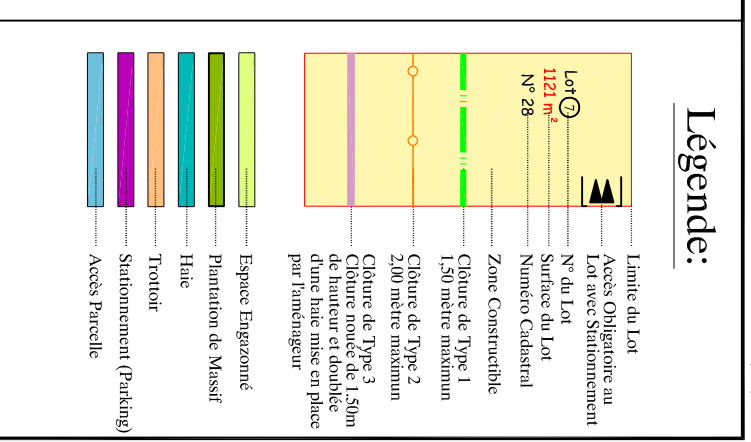 Légende:
Lot 7
1121 m²
N° 28
Limite du Lot
Accès Obligatoire au
Lot avec Stationnement
N° du Lot
Surface du Lot
Numéro Cadastral
Zone Constructible
Clôture de Type 1
1,50 mètre maximun
Clôture de Type 2
2,00 mètre maximun
Clôture de Type 3
Clôture nouée de 1.50m
de hauteur et doublée
d'une haie mise en place
par l'aménageur
Espace Engazonné
Plantation de Massif
Haie
Trottoir
Stationnement (Parking)
Accès Parcelle